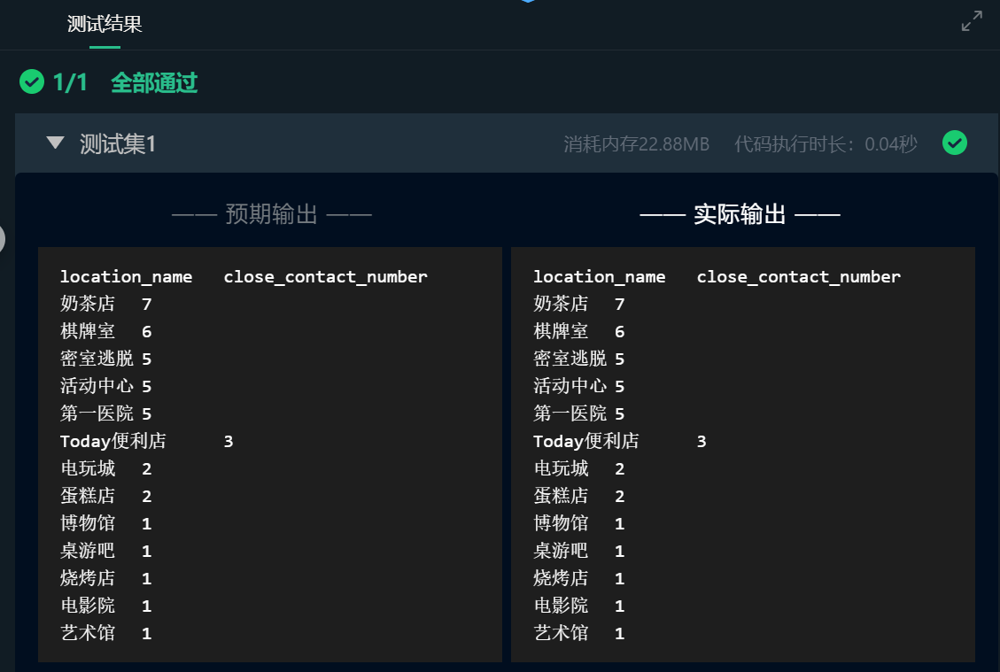 测试结果
1/1 全部通过
测试集1 消耗内存22.88MB 代码执行时长：0.04秒
—— 预期输出 ——
location_name close_contact_number
奶茶店 7
棋牌室 6
密室逃脱 5
活动中心 5
第一医院 5
Today便利店 3
电玩城 2
蛋糕店 2
博物馆 1
桌游吧 1
烧烤店 1
电影院 1
艺术馆 1
—— 实际输出 ——
location_name close_contact_number
奶茶店 7
棋牌室 6
密室逃脱 5
活动中心 5
第一医院 5
Today便利店 3
电玩城 2
蛋糕店 2
博物馆 1
桌游吧 1
烧烤店 1
电影院 1
艺术馆 1